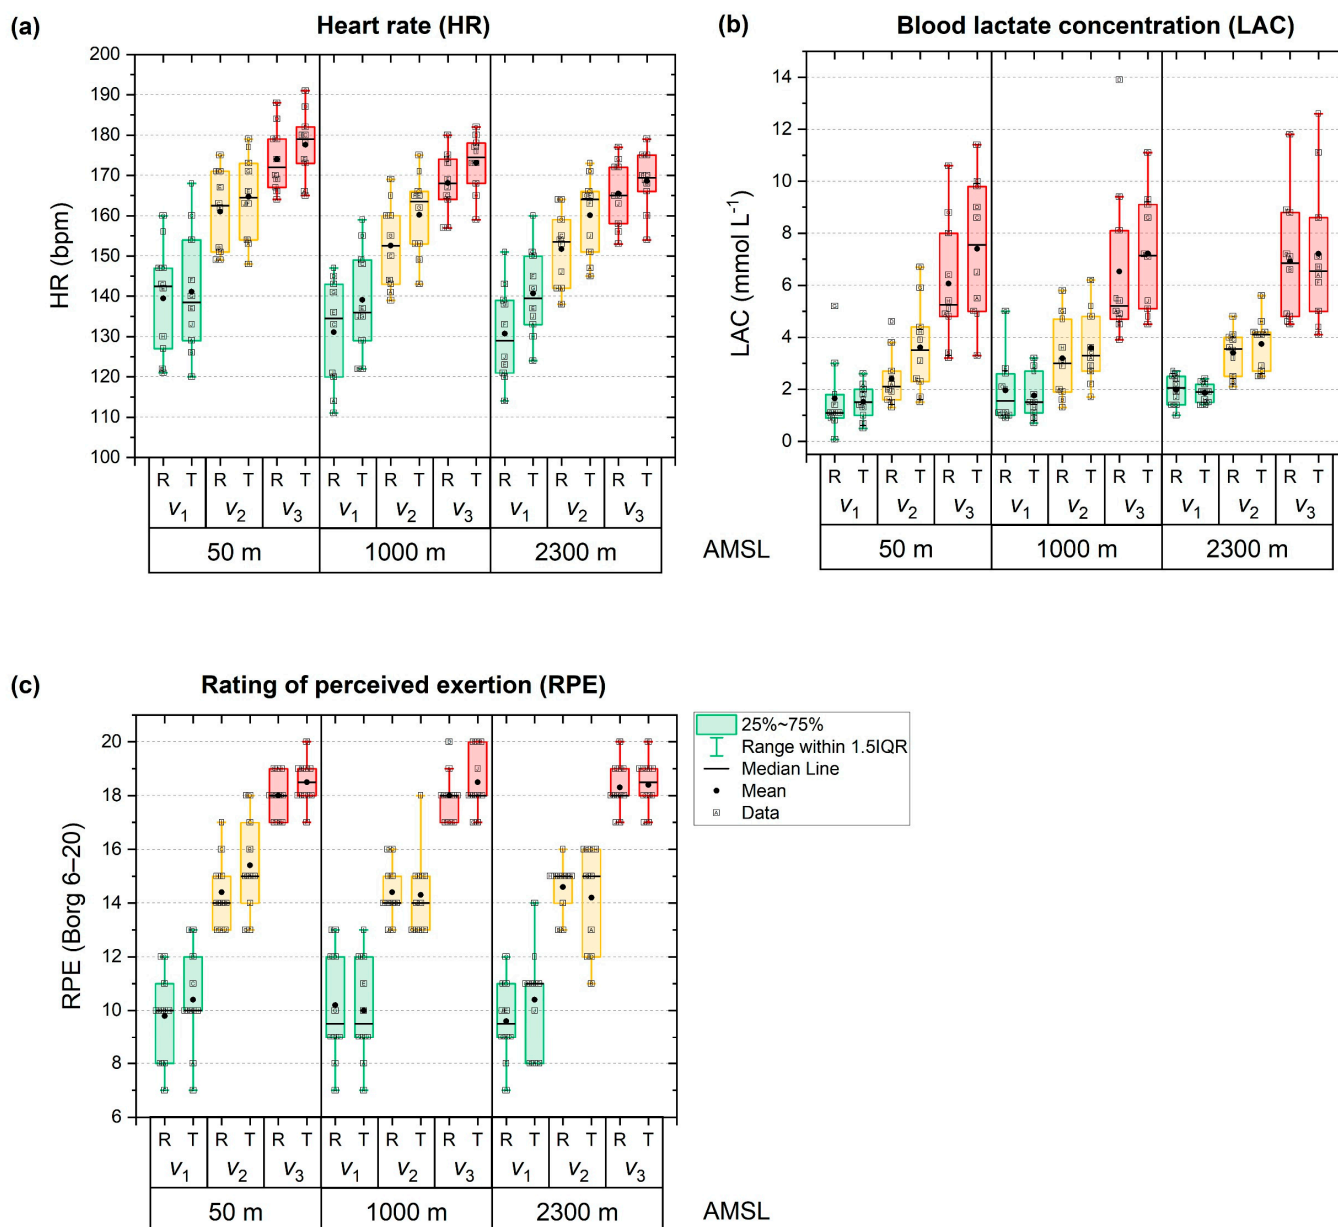 (a) Heart rate (HR)
HR (bpm)
200
190
180
170
160
150
140
130
120
110
100
R T R T R T R T R T R T R T R T R T
v1 v2 v3 v1 v2 v3 v1 v2 v3
50 m 1000 m 2300 m AMSL
(b) Blood lactate concentration (LAC)
LAC (nmol L⁻¹)
14
12
10
8
6
4
2
0
R T R T R T R T R T R T R T R T R T
v1 v2 v3 v1 v2 v3 v1 v2 v3
50 m 1000 m 2300 m
(c) Rating of perceived exertion (RPE)
RPE (Borg 6–20)
20
18
16
14
12
10
8
6
R T R T R T R T R T R T R T R T R T
v1 v2 v3 v1 v2 v3 v1 v2 v3
50 m 1000 m 2300 m AMSL
25%~75%
Range within 1.5IQR
Median Line
Mean
Data